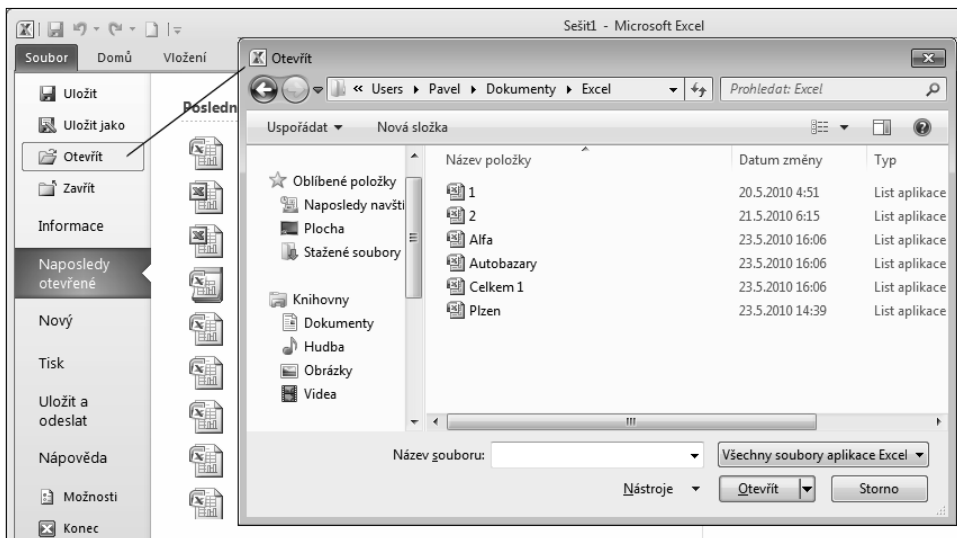 Sešit1 - Microsoft Excel
Soubor Domů Vložení
Uložit
Uložit jako
Otevřít
Zavřít
Informace
Naposledy
otevřené
Nový
Tisk
Uložit a
odeslat
Nápověda
Možnosti
Konec
Posledn
Otevřít
« Users Pavel Dokumenty Excel
Prohledat: Excel
Uspořádat Nová složka
Oblíbené položky
Naposledy navští
Plocha
Stažené soubory
Knihovny
Dokumenty
Hudba
Obrázky
Videa
Název položky Datum změny Typ
1 20.5.2010 4:51 List aplikace
2 21.5.2010 6:15 List aplikace
Alfa 23.5.2010 16:06 List aplikace
Autobazary 23.5.2010 16:06 List aplikace
Celkem 1 23.5.2010 16:06 List aplikace
Plzen 23.5.2010 14:39 List aplikace
Název souboru: Všechny soubory aplikace Excel
Nástroje Otevřít Storno